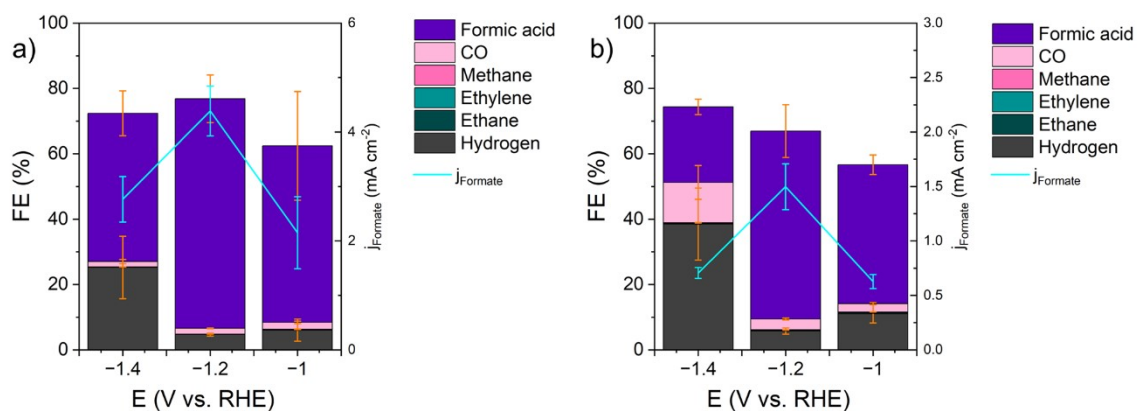 a)
FE (%)
100
80
60
40
20
0
−1.4
−1.2
−1
E (V vs. RHE)
6
4
2
0
jFormate (mA cm-2)
Formic acid
CO
Methane
Ethylene
Ethane
Hydrogen
jFormate
b)
FE (%)
100
80
60
40
20
0
−1.4
−1.2
−1
E (V vs. RHE)
3.0
2.5
2.0
1.5
1.0
0.5
0.0
jFormate (mA cm-2)
Formic acid
CO
Methane
Ethylene
Ethane
Hydrogen
jFormate